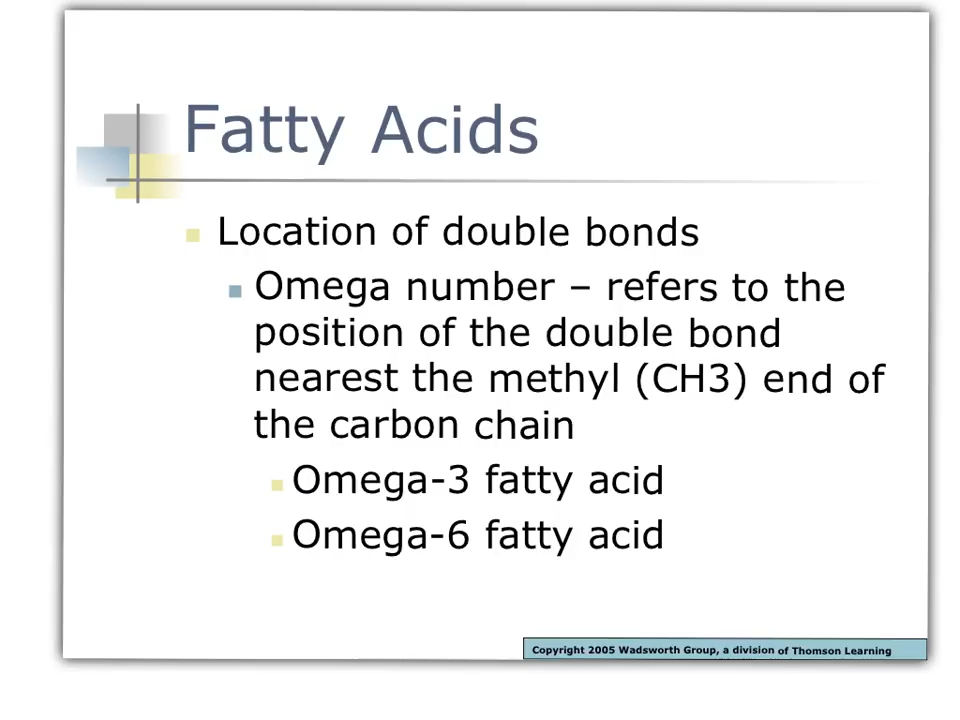 Fatty Acids
Location of double bonds
Omega number – refers to the
position of the double bond
nearest the methyl (CH3) end of
the carbon chain
Omega-3 fatty acid
Omega-6 fatty acid
Copyright 2005 Wadsworth Group, a division of Thomson Learning